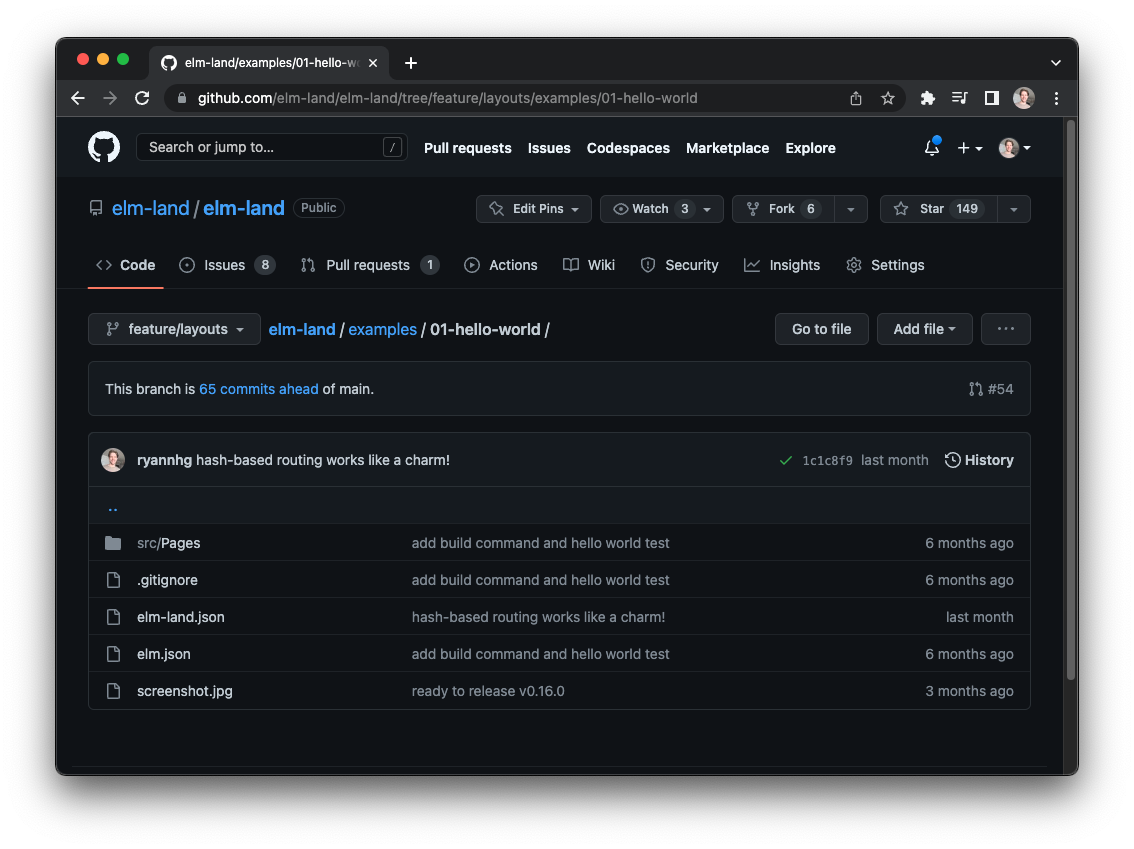 elm-land/examples/01-hello-w
github.com/elm-land/elm-land/tree/feature/layouts/examples/01-hello-world
Search or jump to... / Pull requests Issues Codespaces Marketplace Explore
elm-land / elm-land Public Edit Pins Watch 3 Fork 6 Star 149
Code Issues 8 Pull requests 1 Actions Wiki Security Insights Settings
feature/layouts elm-land / examples / 01-hello-world / Go to file Add file ...
This branch is 65 commits ahead of main. #54
ryannhg hash-based routing works like a charm! 1c1c8f9 last month History
..
src/Pages add build command and hello world test 6 months ago
.gitignore add build command and hello world test 6 months ago
elm-land.json hash-based routing works like a charm! last month
elm.json add build command and hello world test 6 months ago
screenshot.jpg ready to release v0.16.0 3 months ago